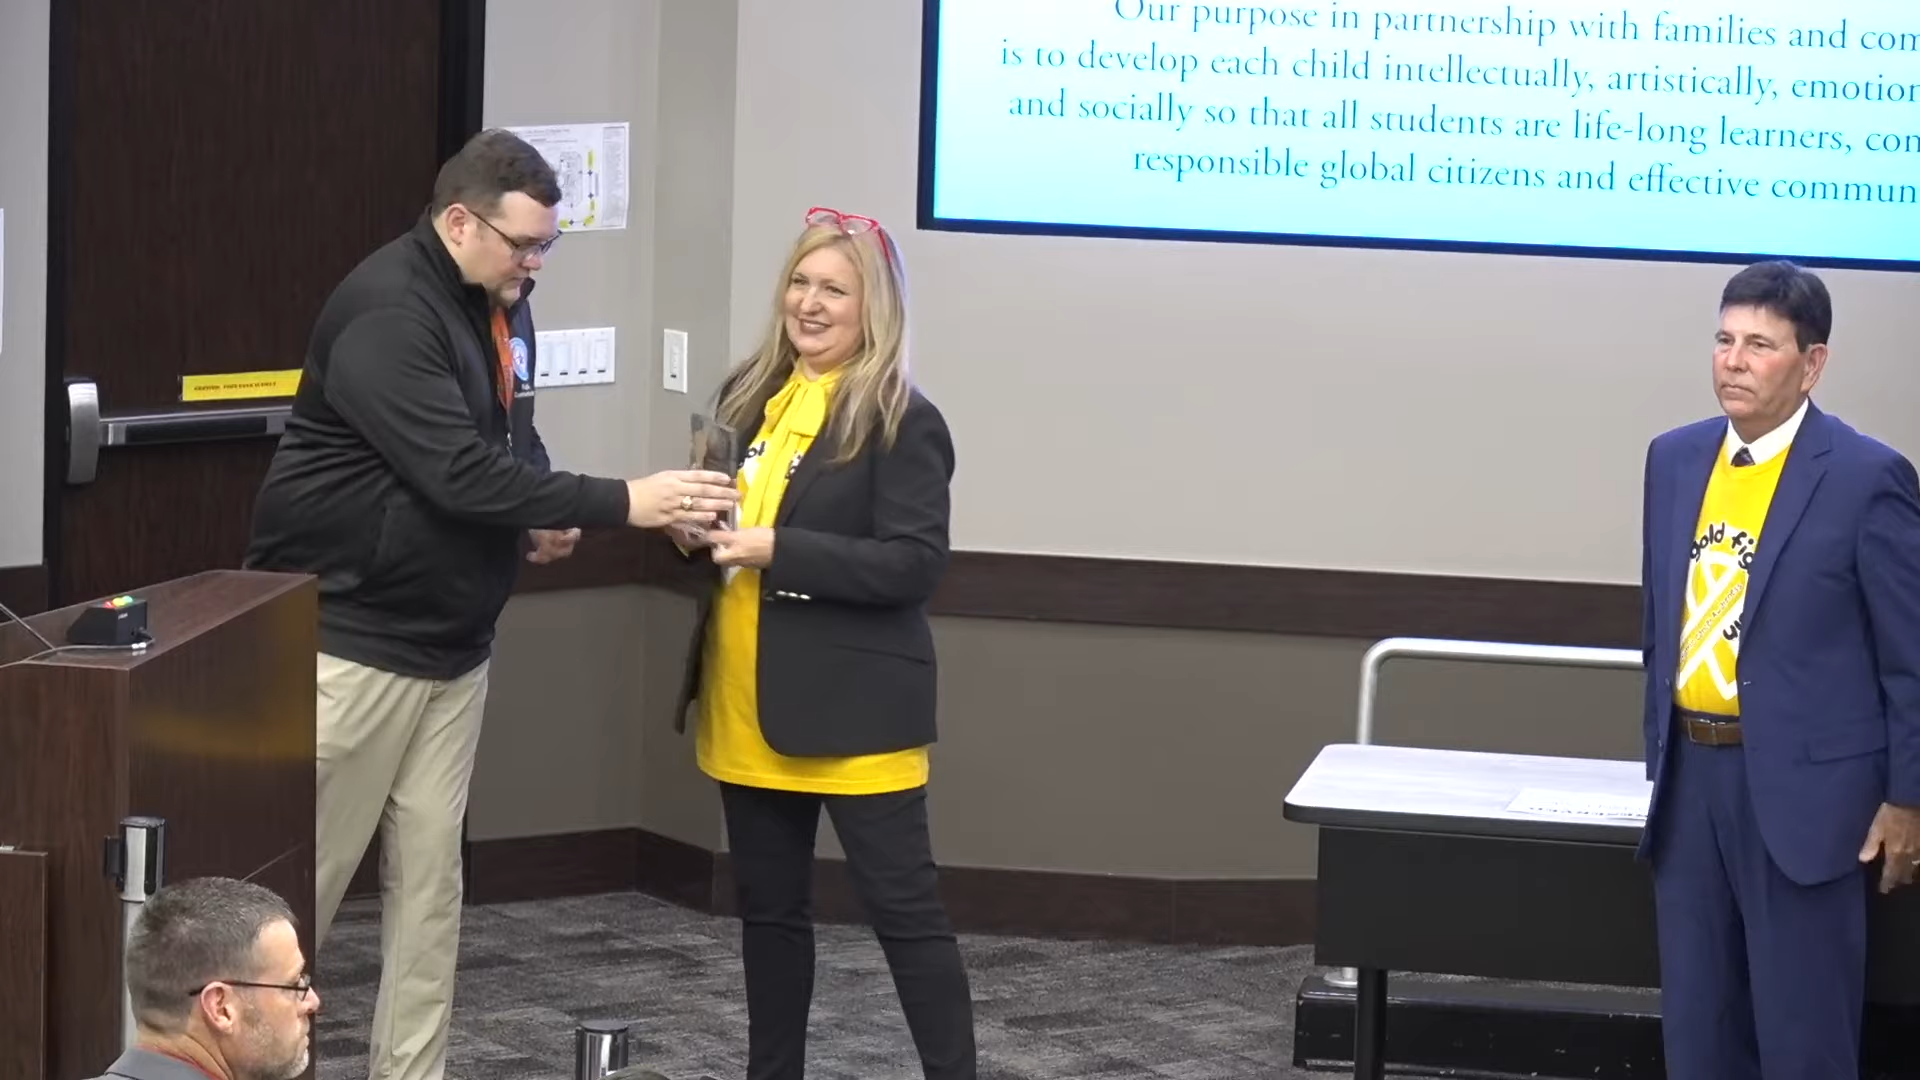 Our purpose in partnership with families and com
is to develop each child intellectually, artistically, emotion
and socially so that all students are life-long learners, con
responsible global citizens and effective commun
gold fig